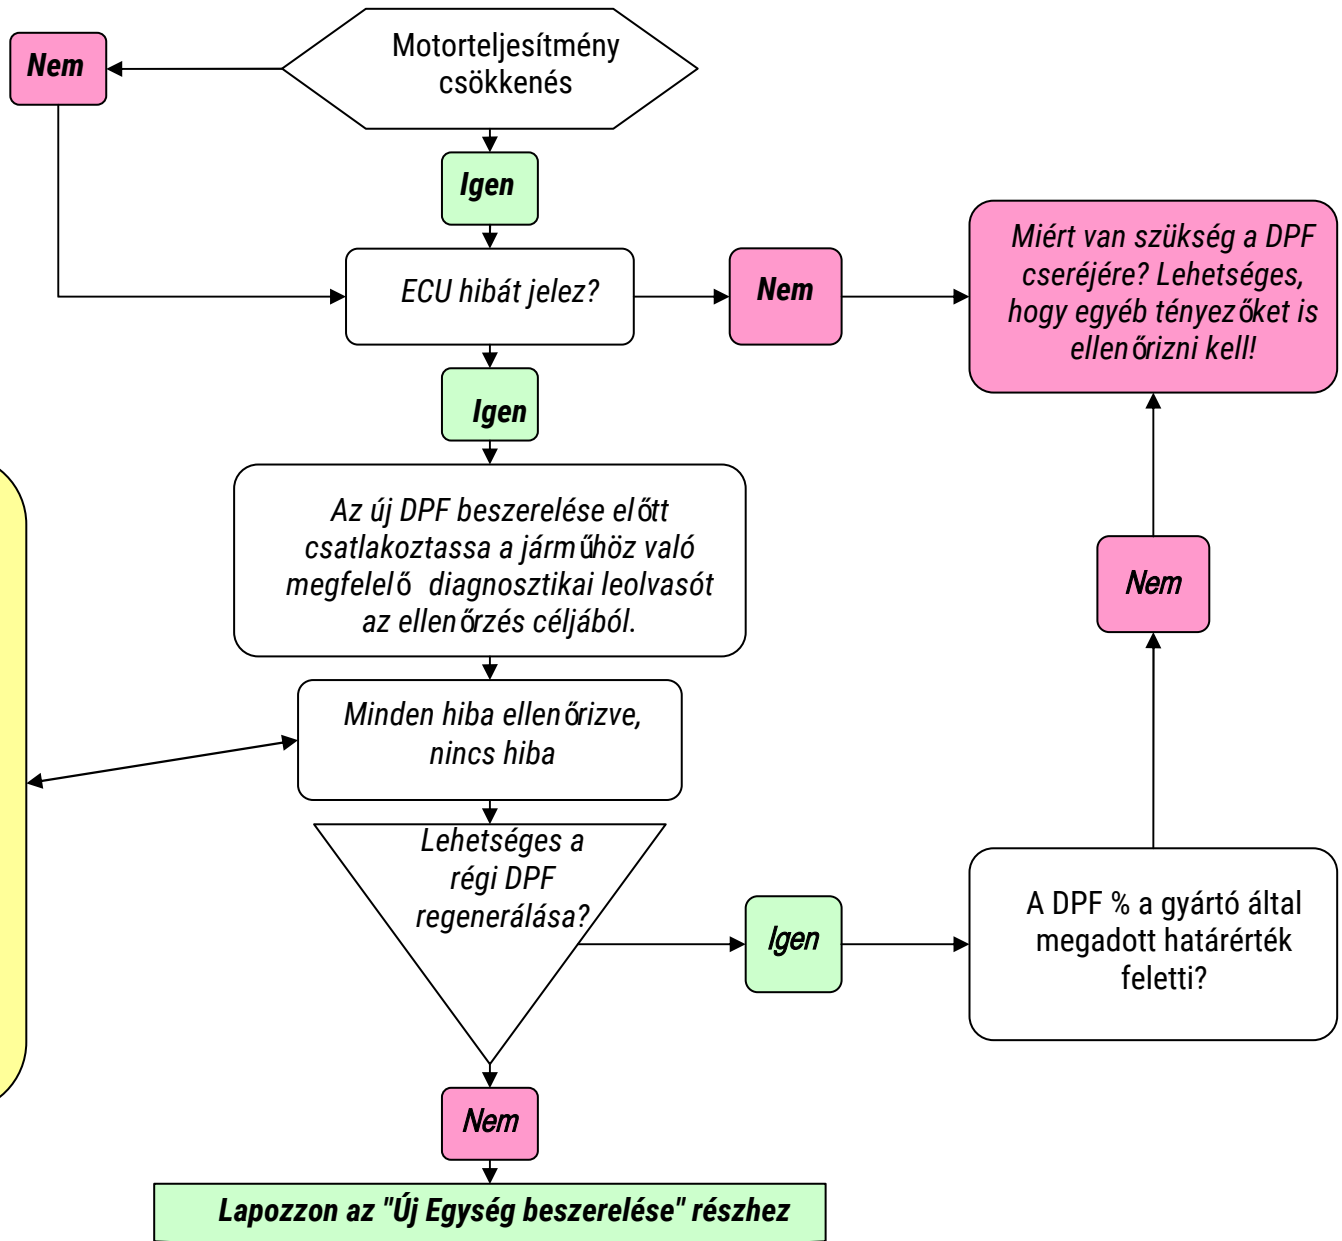 Motorteljesítmény
csökkenés
Nem
Igen
ECU hibát jelez?
Nem
Miért van szükség a DPF
cseréjére? Lehetséges,
hogy egyéb tényezőket is
ellenőrizni kell!
Igen
Az új DPF beszerelése előtt
csatlakoztassa a járműhöz való
megfelelő diagnosztikai leolvasót
az ellenőrzés céljából.
Nem
Minden hiba ellenőrizve,
nincs hiba
Lehetséges a
régi DPF
regenerálása?
Igen
A DPF % a gyártó által
megadott határérték
feletti?
Nem
Lapozzon az "Új Egység beszerelése" részhez